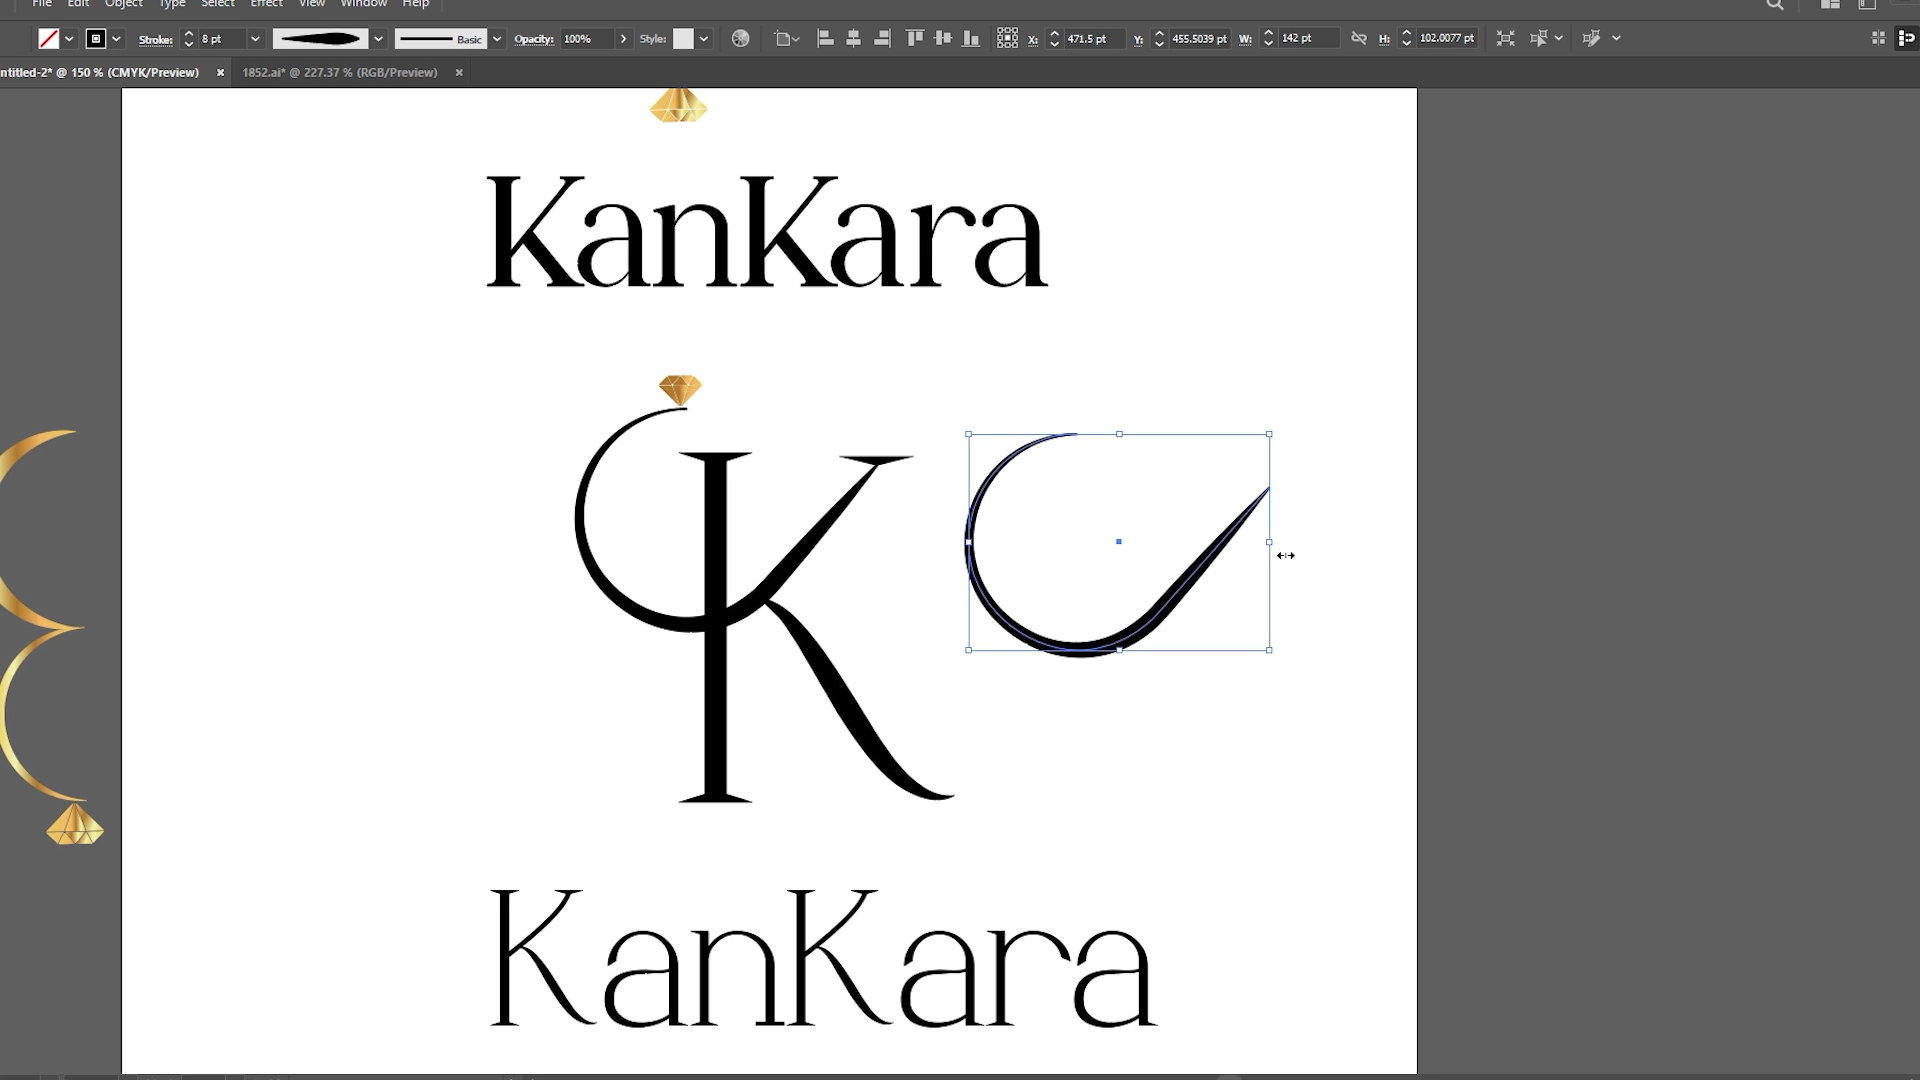 File Edit Object Type Select Effect View Window Help
Stroke: 8 pt Basic Opacity: 100% Style: X: 471.5 pt Y: 455.5039 pt W: 142 pt H: 102.0077 pt
ntitled-2* @ 150 % (CMYK/Preview) × 1852.ai* @ 227.37 % (RGB/Preview) ×
KanKara
K
KanKara